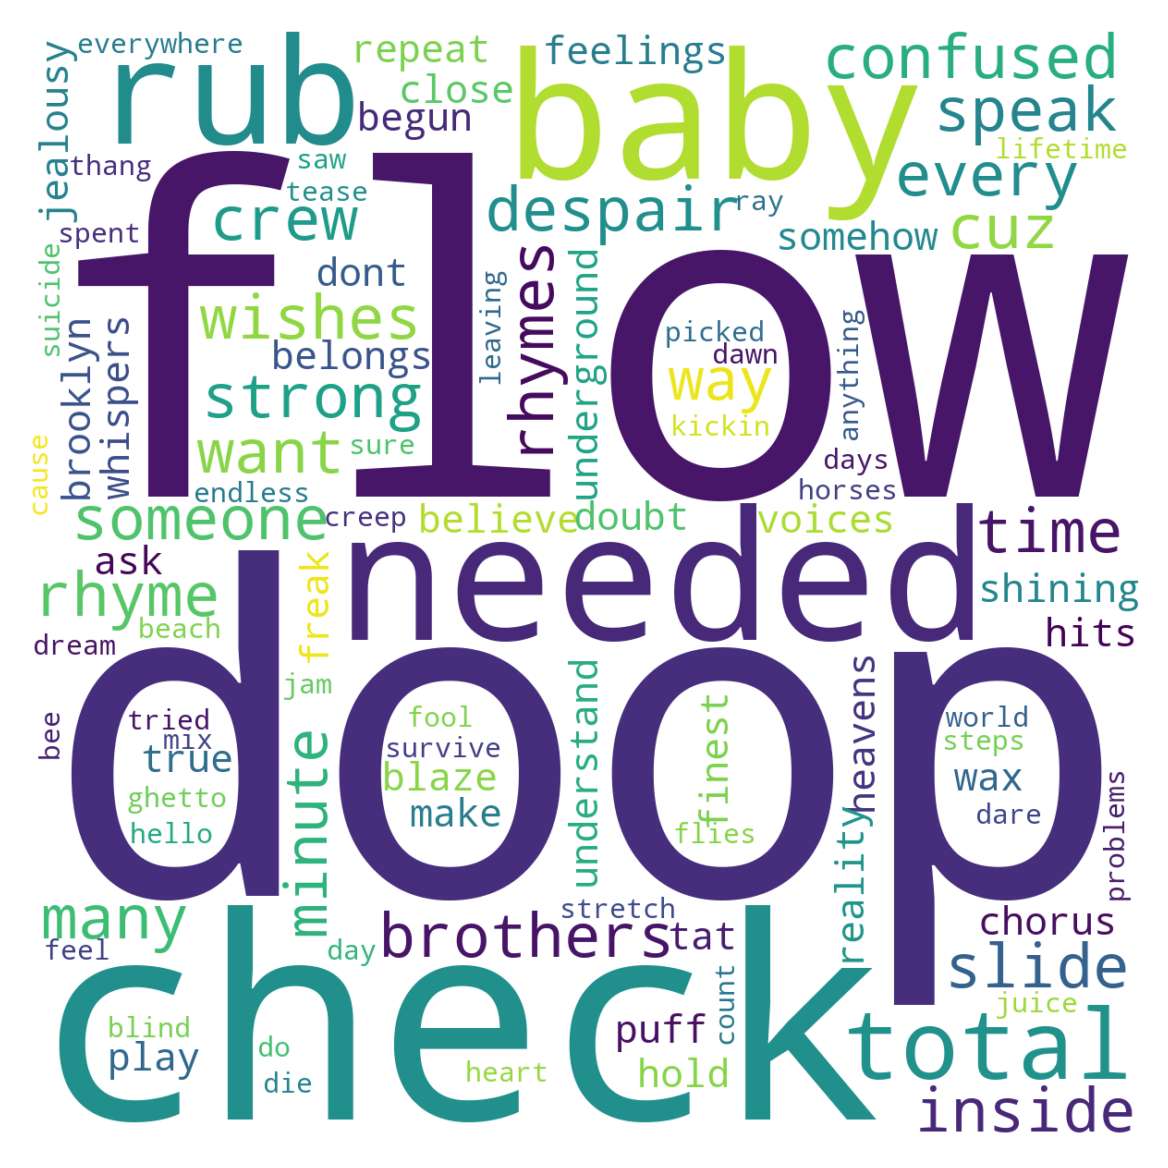 everywhere
repeat
feelings
confused
rub
baby
close
speak
begun
jealousy
thang
saw
lifetime
tease
every
crew
despair
ray
spent
somehow
cuz
suicide
dont
flow
rhymes
underground
leaving
wishes
belongs
picked
dawn
way
anything
brooklyn
whispers
strong
kickin
want
sure
days
cause
endless
horses
someone
creep
believe
doubt
voices
needed
time
ask
freak
rhyme
shining
beach
hits
dream
jam
doop
understand
heavens
bee
tried
mix
true
fool
survive
finest
world
steps
ghetto
minute
blaze
wax
hello
make
flies
dare
problems
reality
many
stretch
brothers
tat
chorus
feel
day
check
count
slide
blind
play
do
die
heart
puff
hold
juice
total
inside